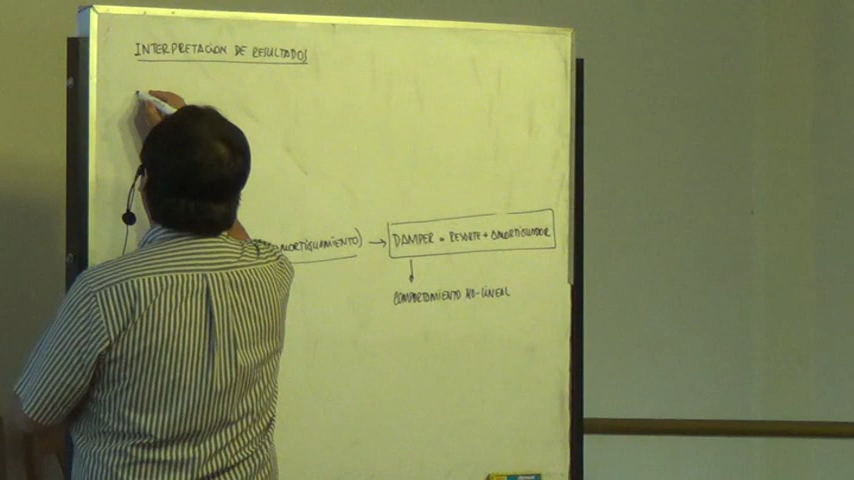 INTERPRETACION DE RESULTADOS
AMORTIGUAMIENTO) → DAMPER = RESORTE + AMORTIGUADOR
COMPORTAMIENTO NO-LINEAL